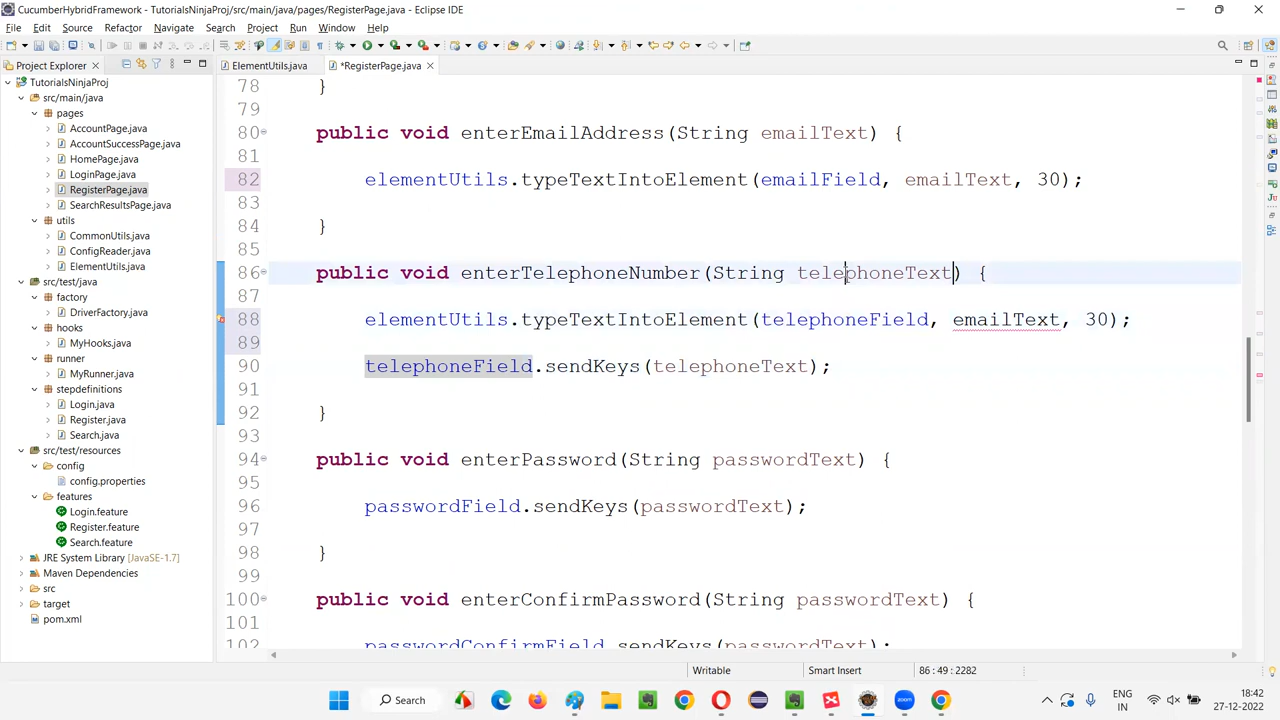 CucumberHybridFramework - TutorialsNinjaProj/src/main/java/pages/RegisterPage.java - Eclipse IDE
File Edit Source Refactor Navigate Search Project Run Window Help
Project Explorer
ElementUtils.java
*RegisterPage.java
TutorialsNinjaProj
src/main/java
pages
AccountPage.java
AccountSuccessPage.java
HomePage.java
LoginPage.java
RegisterPage.java
SearchResultsPage.java
utils
CommonUtils.java
ConfigReader.java
ElementUtils.java
src/test/java
factory
DriverFactory.java
hooks
MyHooks.java
runner
MyRunner.java
stepdefinitions
Login.java
Register.java
Search.java
src/test/resources
config
config.properties
features
Login.feature
Register.feature
Search.feature
JRE System Library [JavaSE-1.7]
Maven Dependencies
src
target
pom.xml
78 }
79
80 public void enterEmailAddress(String emailText) {
81
82 elementUtils.typeTextIntoElement(emailField, emailText, 30);
83
84 }
85
86 public void enterTelephoneNumber(String telephoneText) {
87
88 elementUtils.typeTextIntoElement(telephoneField, emailText, 30);
89
90 telephoneField.sendKeys(telephoneText);
91
92 }
93
94 public void enterPassword(String passwordText) {
95
96 passwordField.sendKeys(passwordText);
97
98 }
99
100 public void enterConfirmPassword(String passwordText) {
101
102 passwordConfirmField.sendKeys(passwordText);
Writable
Smart Insert
86 : 49 : 2282
Search
ENG
IN
18:42
27-12-2022